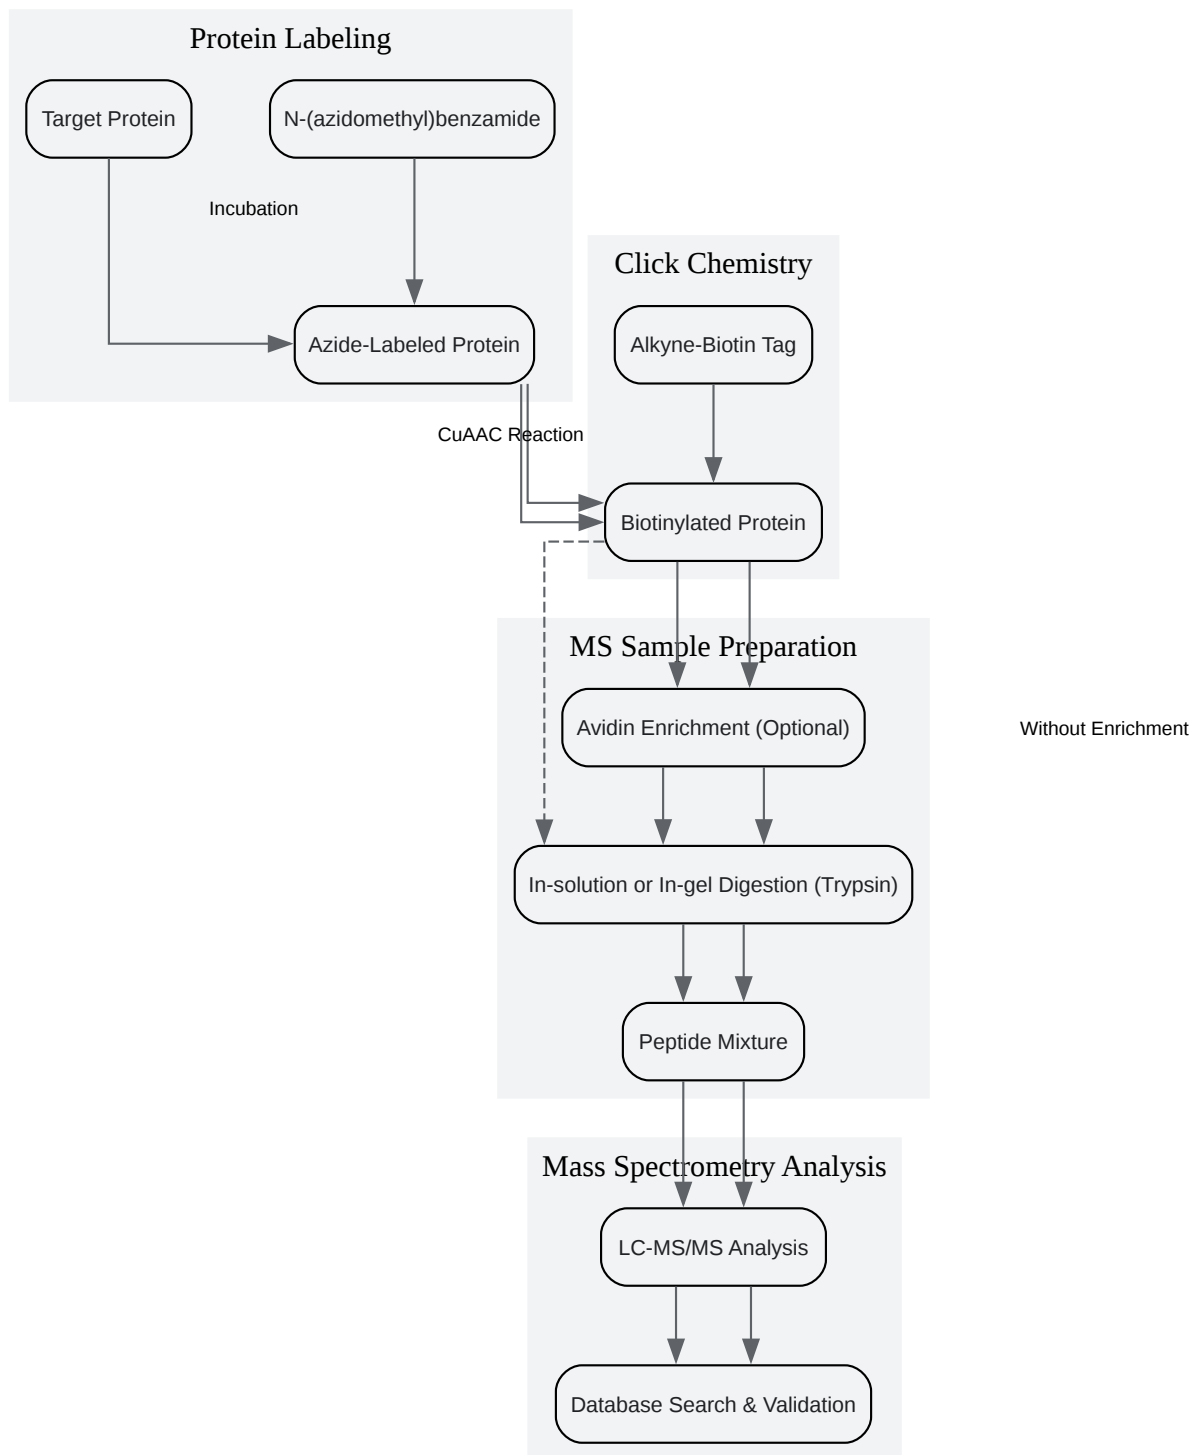 Protein Labeling
Target Protein
N-(azidomethyl)benzamide
Incubation
Azide-Labeled Protein
Click Chemistry
Alkyne-Biotin Tag
CuAAC Reaction
Biotinylated Protein
MS Sample Preparation
Avidin Enrichment (Optional)
Without Enrichment
In-solution or In-gel Digestion (Trypsin)
Peptide Mixture
Mass Spectrometry Analysis
LC-MS/MS Analysis
Database Search & Validation